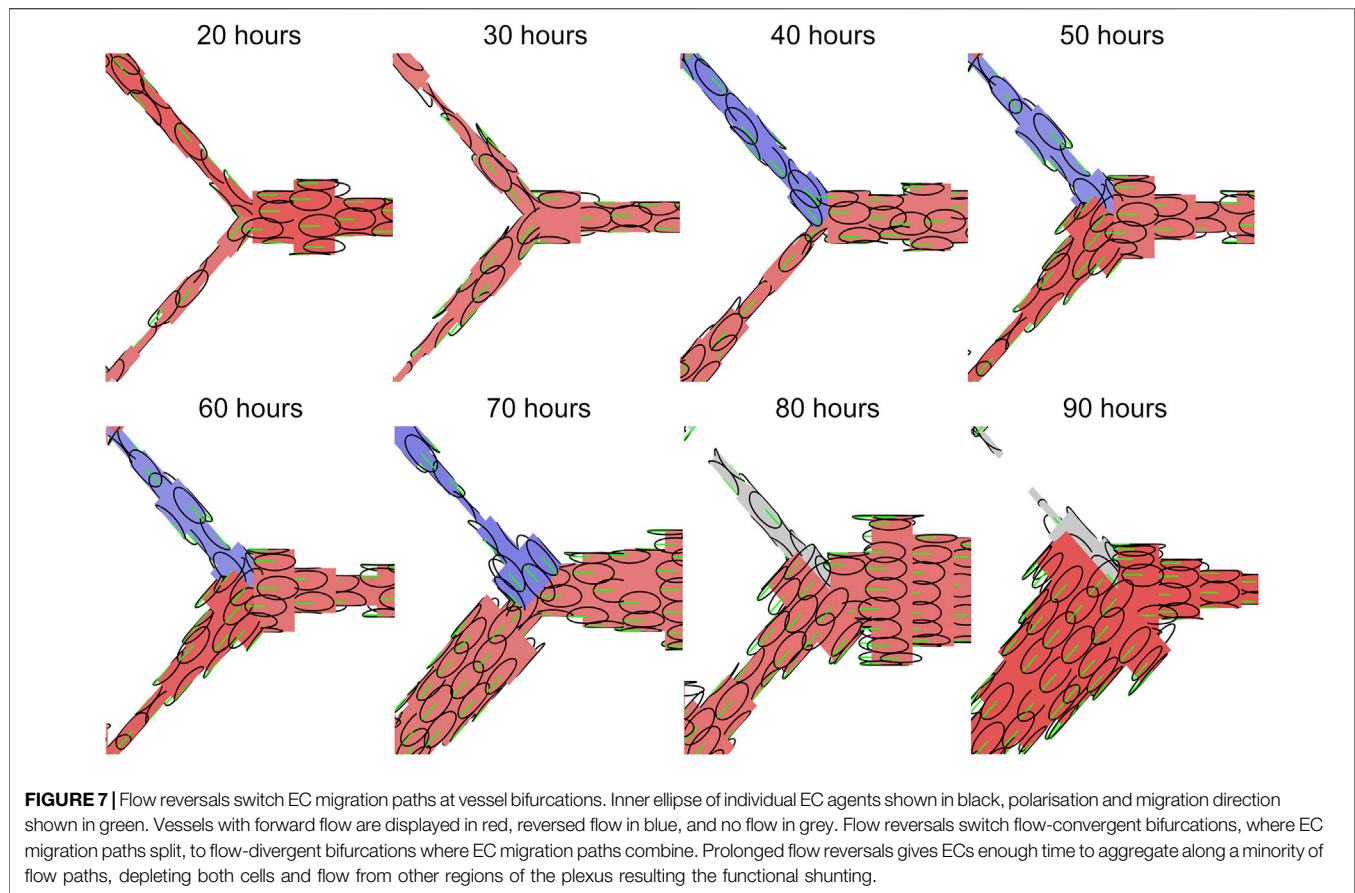 20 hours
30 hours
40 hours
50 hours
60 hours
70 hours
80 hours
90 hours
FIGURE 7 | Flow reversals switch EC migration paths at vessel bifurcations. Inner ellipse of individual EC agents shown in black, polarisation and migration direction
shown in green. Vessels with forward flow are displayed in red, reversed flow in blue, and no flow in grey. Flow reversals switch flow-convergent bifurcations, where EC
migration paths split, to flow-divergent bifurcations where EC migration paths combine. Prolonged flow reversals gives ECs enough time to aggregate along a minority of
flow paths, depleting both cells and flow from other regions of the plexus resulting the functional shunting.